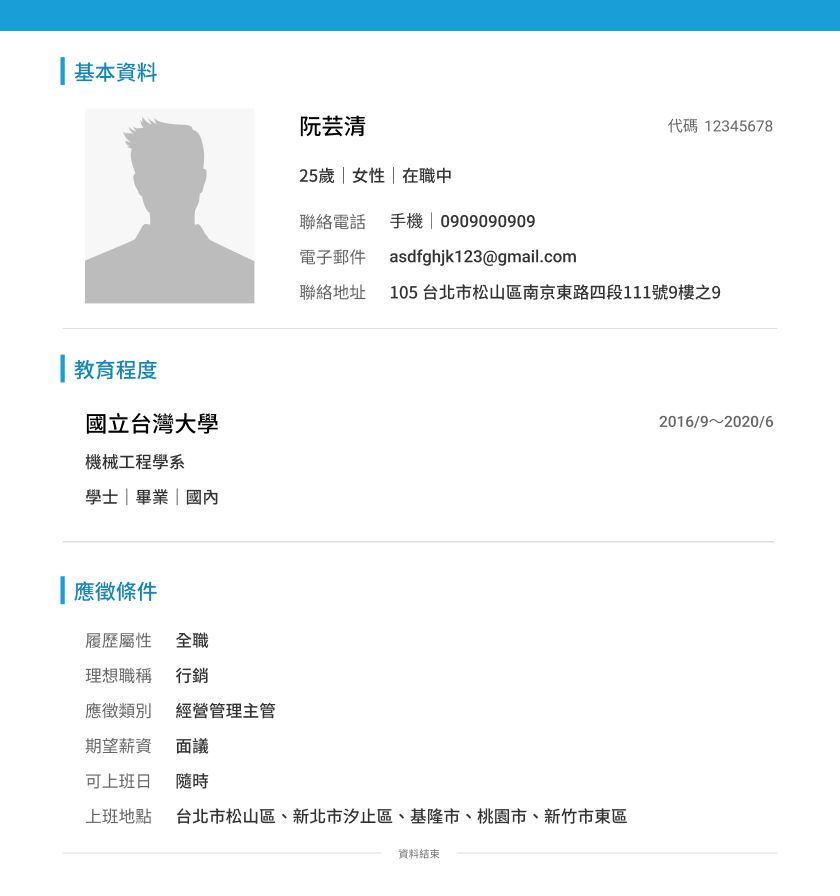 基本資料
阮芸清
代碼 12345678
25歲｜女性｜在職中
聯絡電話 手機｜0909090909
電子郵件 asdfghjk123@gmail.com
聯絡地址 105 台北市松山區南京東路四段111號9樓之9
教育程度
國立台灣大學 2016/9～2020/6
機械工程學系
學士｜畢業｜國內
應徵條件
履歷屬性 全職
理想職稱 行銷
應徵類別 經營管理主管
期望薪資 面議
可上班日 隨時
上班地點 台北市松山區、新北市汐止區、基隆市、桃園市、新竹市東區
資料結束